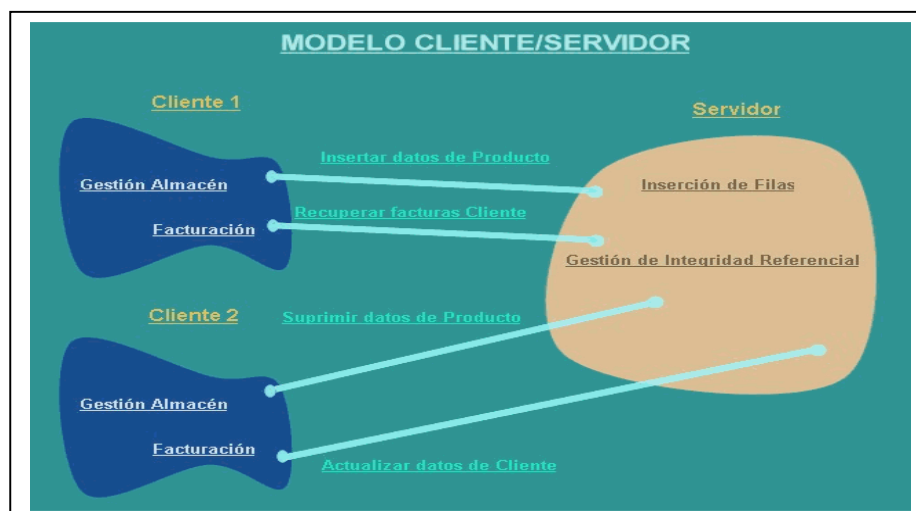 MODELO CLIENTE/SERVIDOR
Cliente 1
Servidor
Insertar datos de Producto
Gestión Almacén
Inserción de Filas
Recuperar facturas Cliente
Facturación
Gestión de Integridad Referencial
Cliente 2
Suprimir datos de Producto
Gestión Almacén
Facturación
Actualizar datos de Cliente